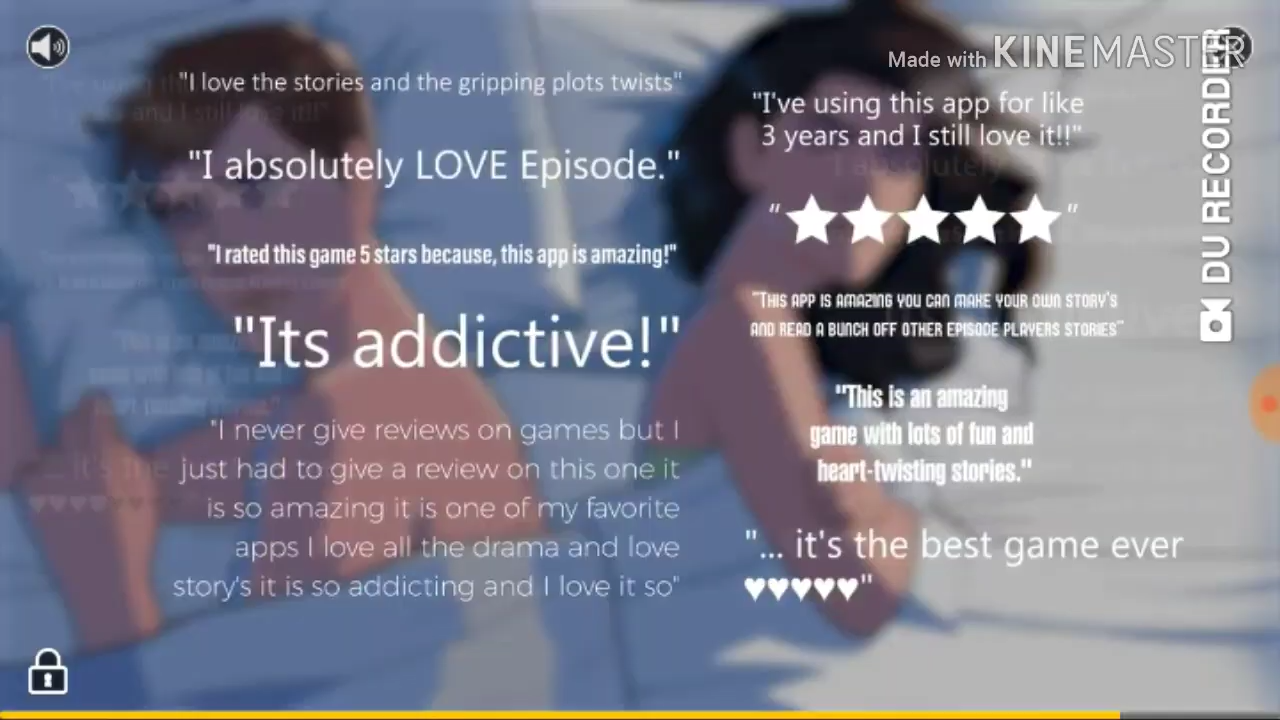 "I love the stories and the gripping plots twists"
"I absolutely LOVE Episode."
"I rated this game 5 stars because, this app is amazing!"
"Its addictive!"
"I never give reviews on games but I
just had to give a review on this one it
is so amazing it is one of my favorite
apps I love all the drama and love
story's it is so addicting and I love it so"
Made with KINEMASTER
"I've using this app for like
3 years and I still love it!!"
“★★★★★”
"THIS APP IS AMAZING YOU CAN MAKE YOUR OWN STORY'S
AND READ A BUNCH OFF OTHER EPISODE PLAYERS STORIES"
"This is an amazing
game with lots of fun and
heart-twisting stories."
"... it's the best game ever
♥♥♥♥♥"
DU RECORDER